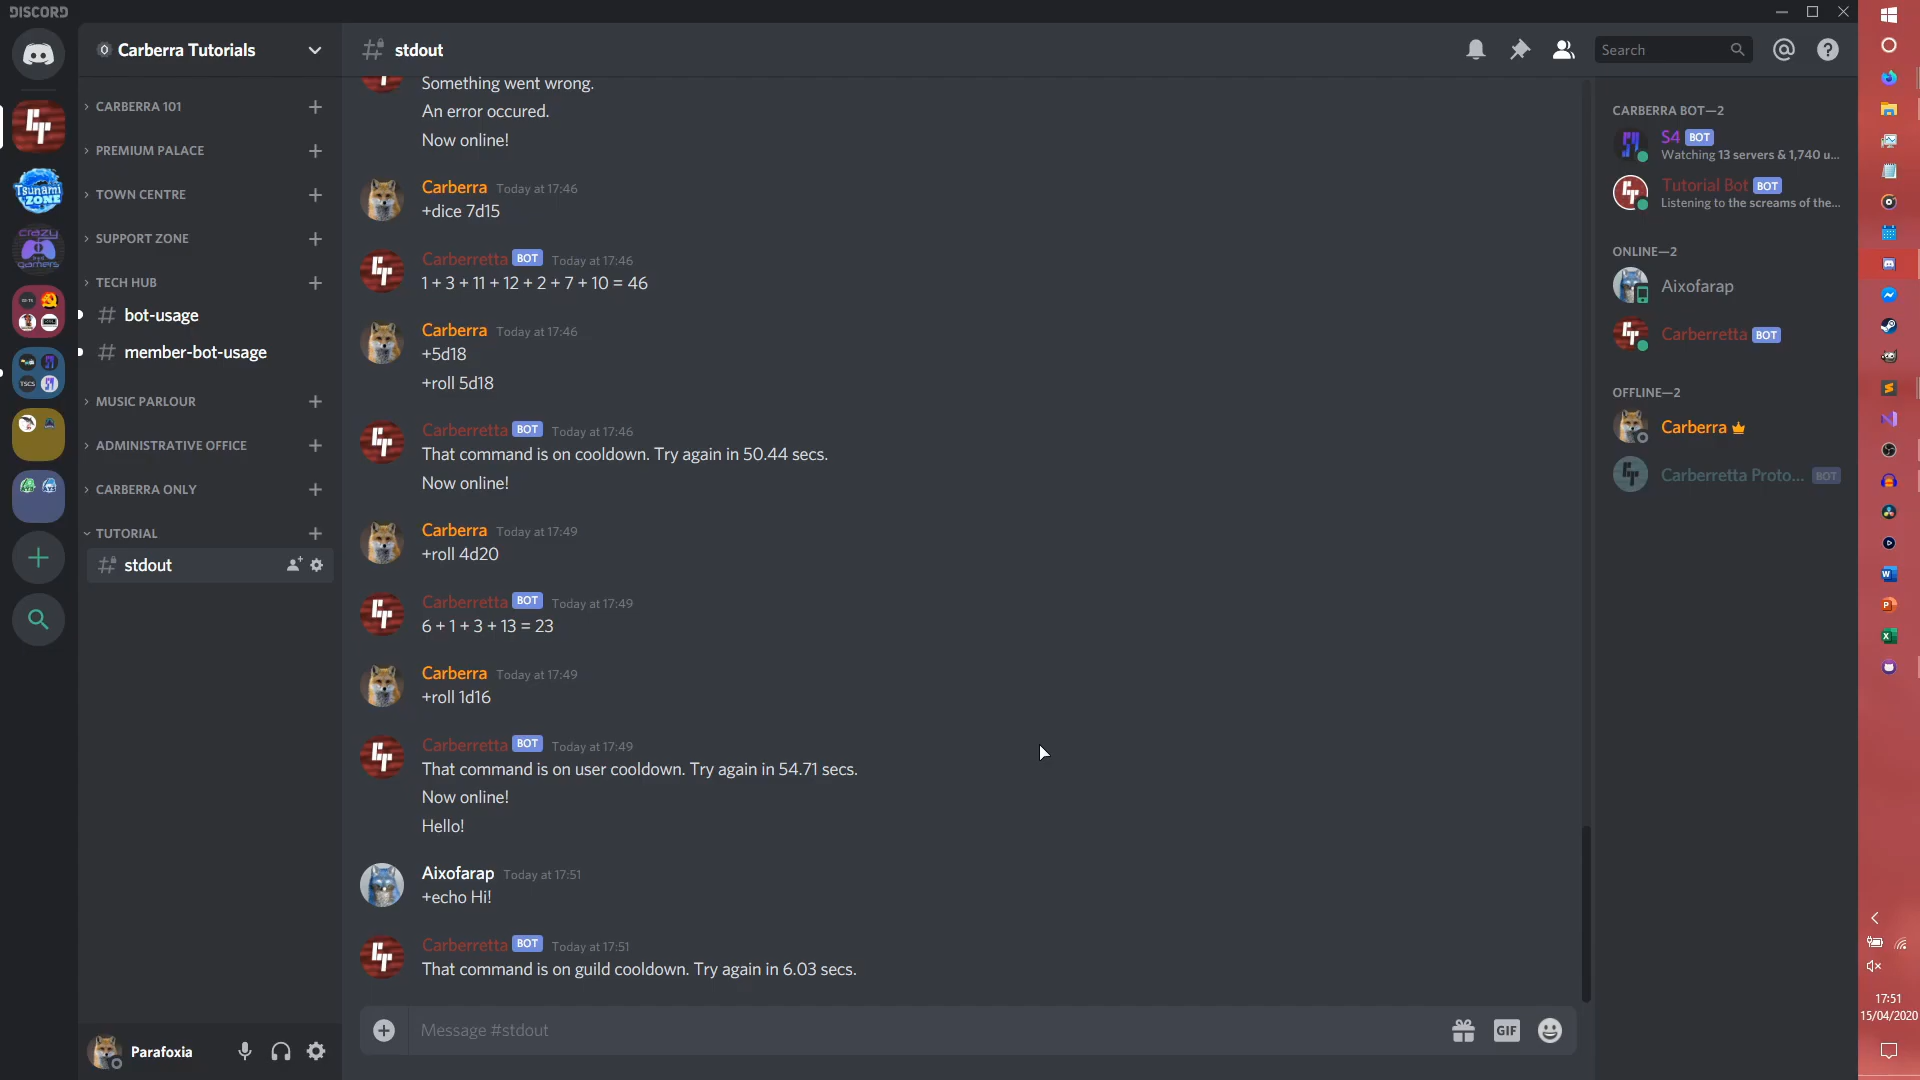 DISCORD
Carberra Tutorials
stdout
Search
CARBERRA 101
PREMIUM PALACE
TOWN CENTRE
SUPPORT ZONE
TECH HUB
bot-usage
member-bot-usage
MUSIC PARLOUR
ADMINISTRATIVE OFFICE
CARBERRA ONLY
TUTORIAL
stdout
Parafoxia
Something went wrong.
An error occured.
Now online!
Carberra Today at 17:46
+dice 7d15
Carberretta BOT Today at 17:46
1 + 3 + 11 + 12 + 2 + 7 + 10 = 46
Carberra Today at 17:46
+5d18
+roll 5d18
Carberretta BOT Today at 17:46
That command is on cooldown. Try again in 50.44 secs.
Now online!
Carberra Today at 17:49
+roll 4d20
Carberretta BOT Today at 17:49
6 + 1 + 3 + 13 = 23
Carberra Today at 17:49
+roll 1d16
Carberretta BOT Today at 17:49
That command is on user cooldown. Try again in 54.71 secs.
Now online!
Hello!
Aixofarap Today at 17:51
+echo Hi!
Carberretta BOT Today at 17:51
That command is on guild cooldown. Try again in 6.03 secs.
Message #stdout
GIF
CARBERRA BOT—2
S4 BOT
Watching 13 servers & 1,740 u...
Tutorial Bot BOT
Listening to the screams of the...
ONLINE—2
Aixofarap
Carberretta BOT
OFFLINE—2
Carberra
Carberretta Proto... BOT
17:51
15/04/2020
Tsunami
ZONE
crazy
gamers